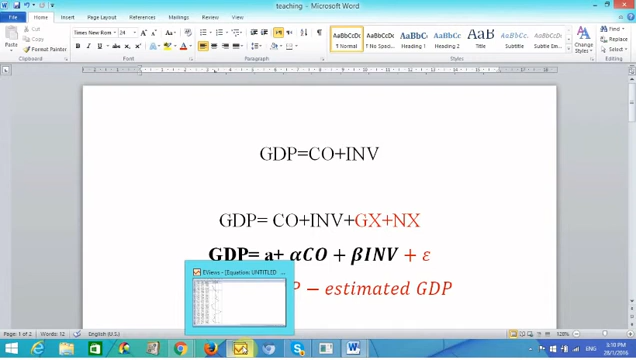 teaching - Microsoft Word
File Home Insert Page Layout References Mailings Review View
Paste
Cut
Copy
Format Painter
Clipboard
Times New Rom 24
Font
Paragraph
AaBbCcDc AaBbCcDc AaBbCc AaBbCc AaB AaBbCc. AaBbCcDc
¶ Normal ¶ No Spaci... Heading 1 Heading 2 Title Subtitle Subtle Em...
Change Styles
Styles
Find
Replace
Select
Editing
GDP=CO+INV
GDP= CO+INV+GX+NX
GDP= a+ αCO + βINV + ε
EViews - [Equation: UNTITLED ...
P − estimated GDP
Page: 1 of 2 Words: 12 English (U.S.)
128%
ENG
3:10 PM
28/1/2014